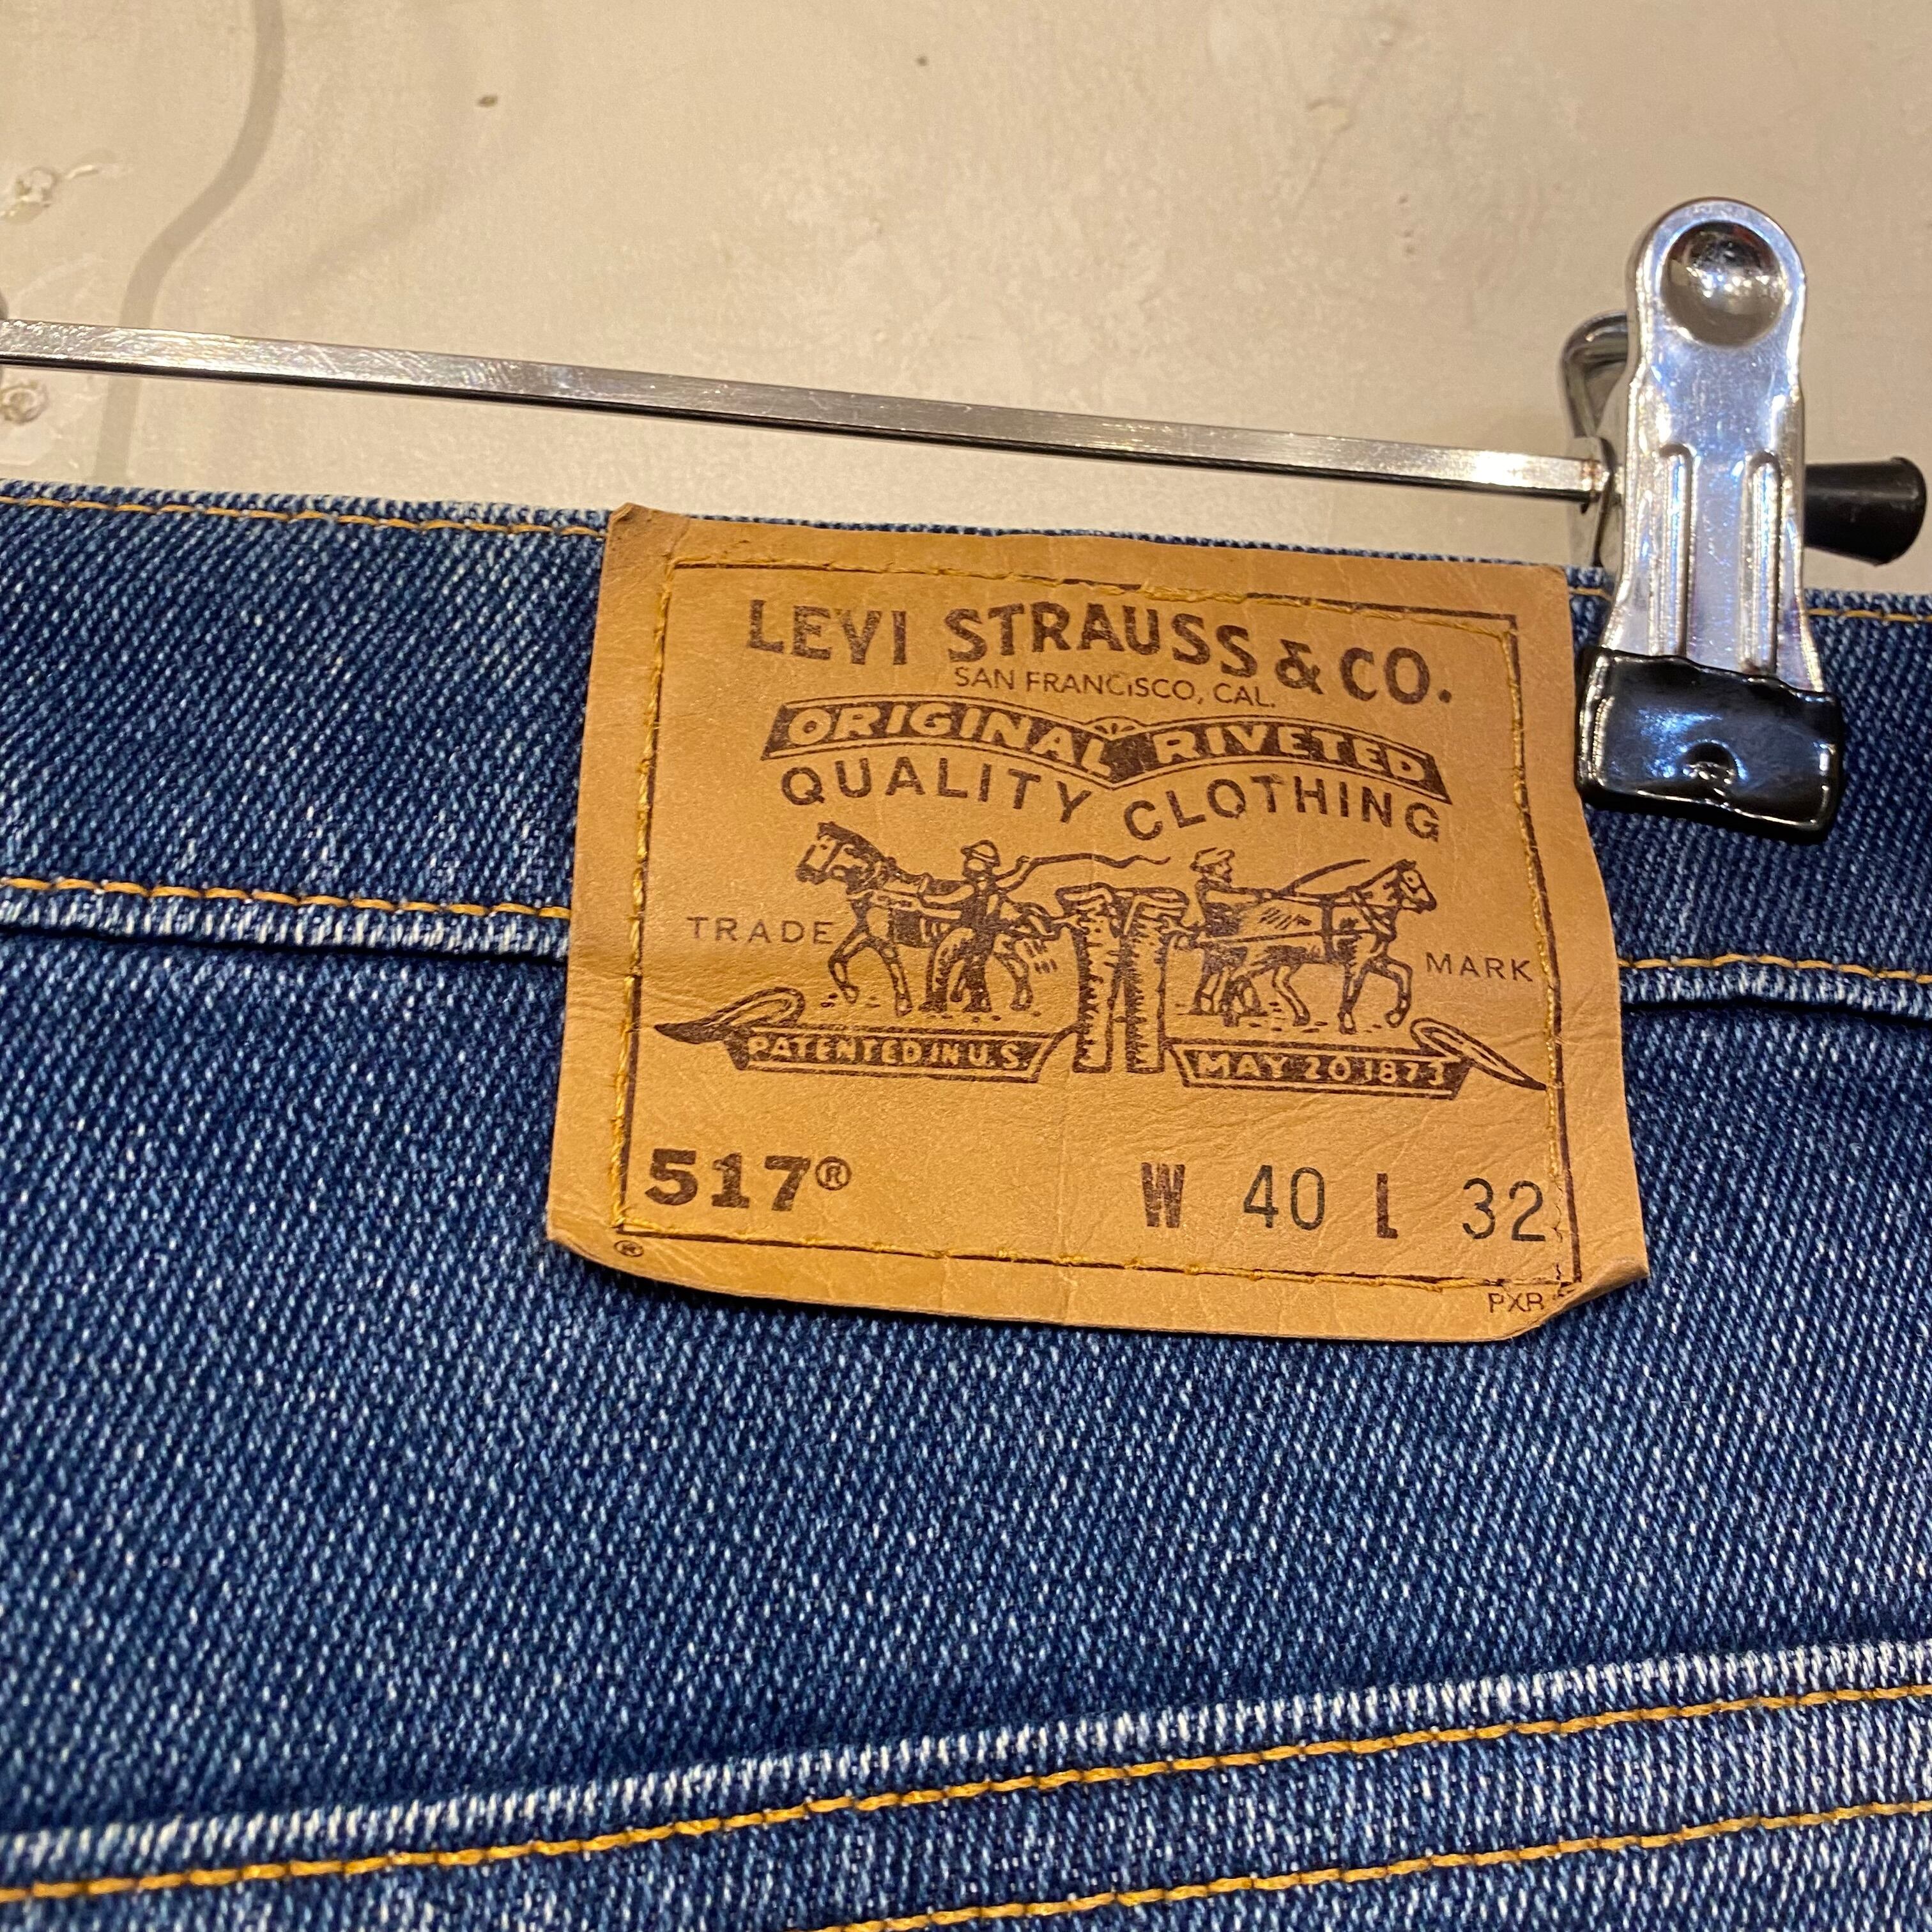 LEVI STRAUSS & CO.
SAN FRANCISCO, CAL.
ORIGINAL RIVETED
QUALITY CLOTHING
TRADE MARK
PATENTED IN U.S. MAY 20 1873
517® W 40 L 32
®
PXR